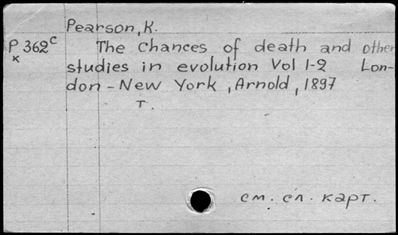 Pearson, K.
P 362c The chances of death and other
к
studies in evolution Vol 1-2 Lon-
don - New York, Arnold, 1897
T.
см. сл. карт.